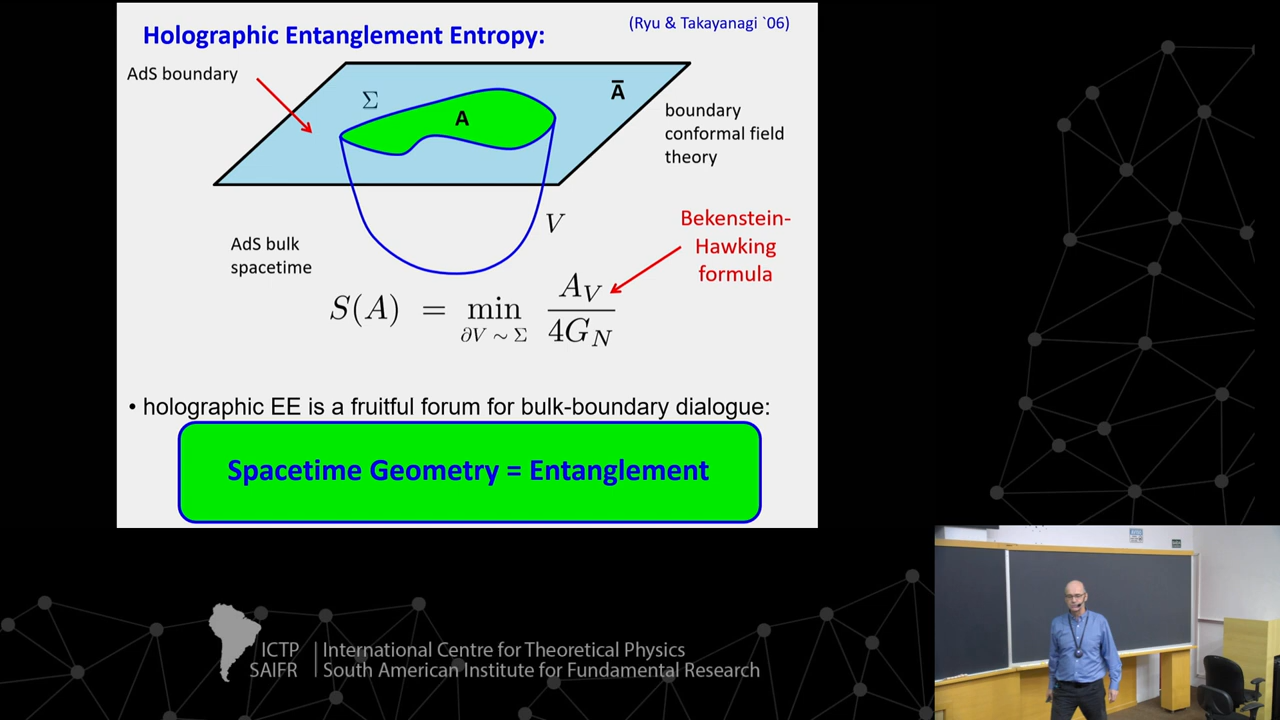 Holographic Entanglement Entropy:
(Ryu & Takayanagi `06)
AdS boundary
Σ
A
Ā
boundary
conformal field
theory
AdS bulk
spacetime
V
Bekenstein-
Hawking
formula
S(A) = min_{∂V ~ Σ} A_V / 4G_N
• holographic EE is a fruitful forum for bulk-boundary dialogue:
Spacetime Geometry = Entanglement
ICTP
SAIFR
International Centre for Theoretical Physics
South American Institute for Fundamental Research